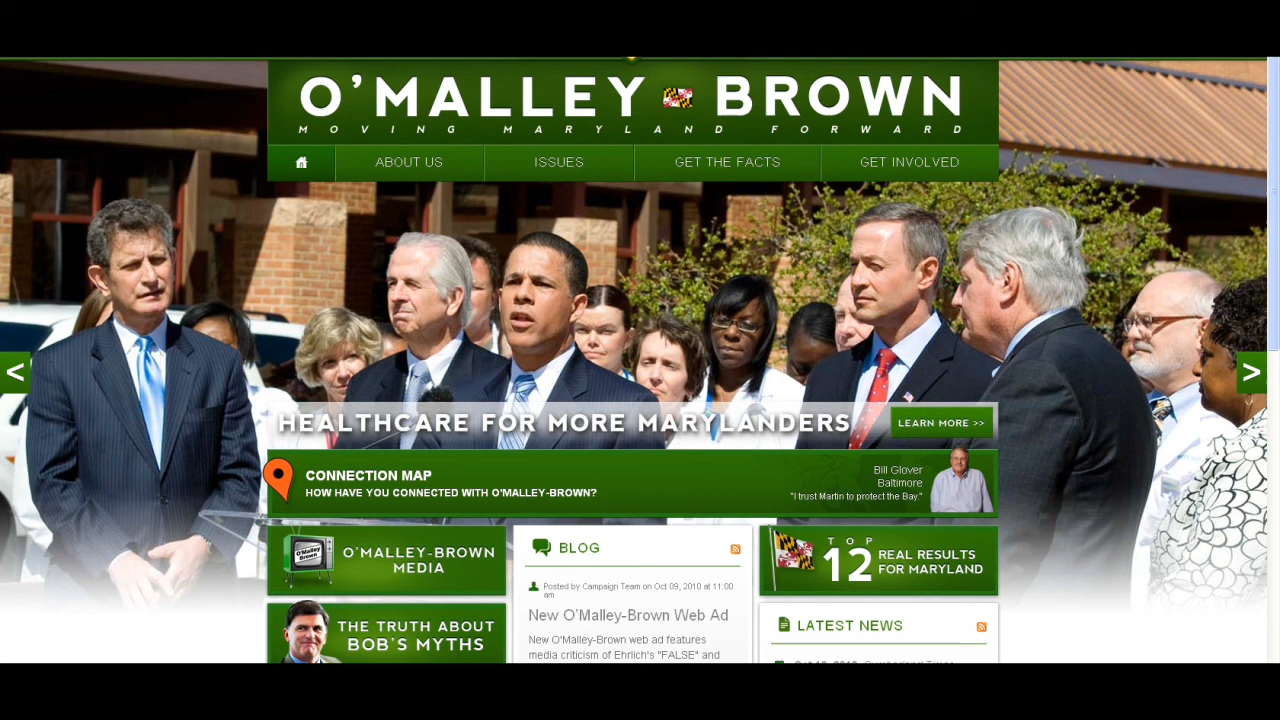 O'MALLEY BROWN
MOVING MARYLAND FORWARD
ABOUT US ISSUES GET THE FACTS GET INVOLVED
< >
HEALTHCARE FOR MORE MARYLANDERS LEARN MORE >>
CONNECTION MAP
HOW HAVE YOU CONNECTED WITH O'MALLEY-BROWN?
Bill Glover
Baltimore
"I trust Martin to protect the Bay."
O'Malley
Brown
O'MALLEY-BROWN
MEDIA
THE TRUTH ABOUT
BOB'S MYTHS
BLOG
Posted by Campaign Team on Oct 09, 2010 at 11:00
am
New O'Malley-Brown Web Ad
New O'Malley-Brown web ad features
media criticism of Ehrlich's "FALSE" and
TOP
12 REAL RESULTS
FOR MARYLAND
LATEST NEWS